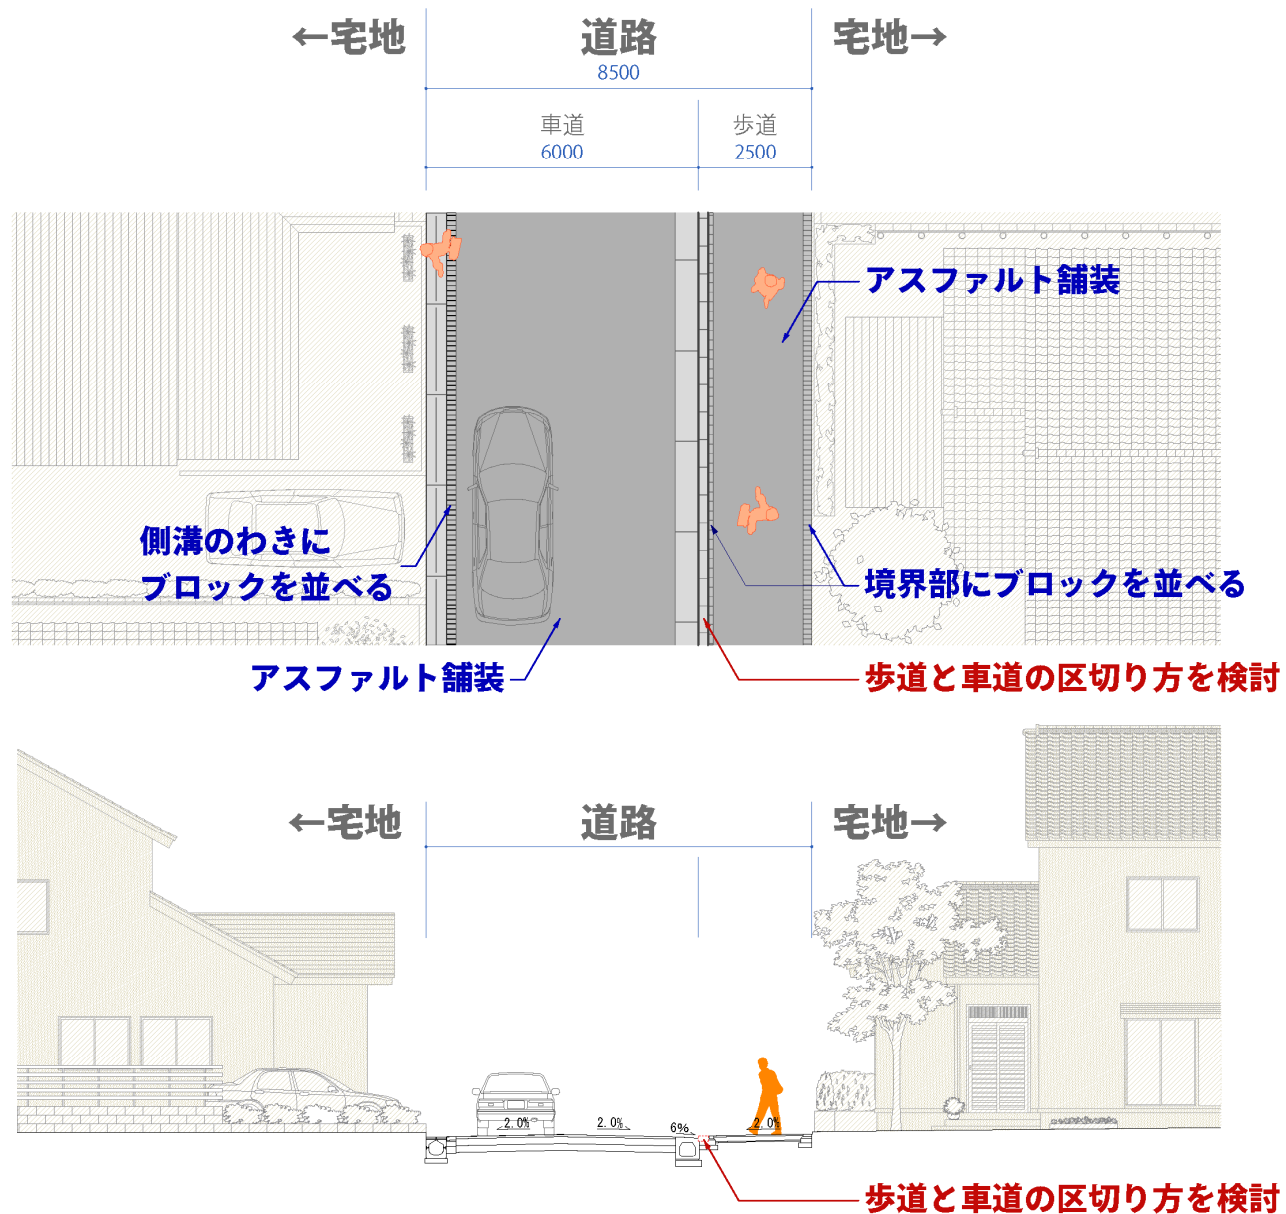 ←宅地
道路
宅地→
8500
車道
歩道
6000
2500
アスファルト舗装
側溝のわきに
ブロックを並べる
境界部にブロックを並べる
アスファルト舗装
歩道と車道の区切り方を検討
←宅地
道路
宅地→
2.0%
2.0%
6%
2.0%
歩道と車道の区切り方を検討